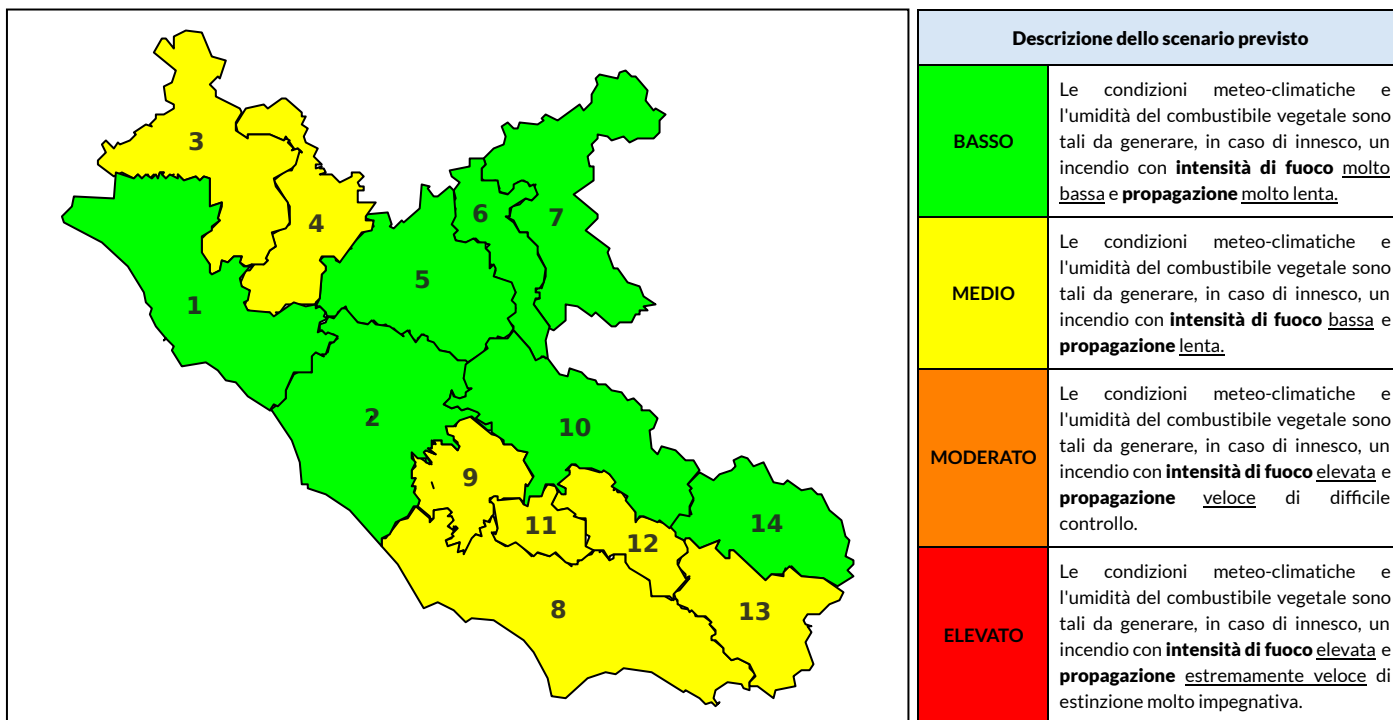 3
4
6
7
5
1
2
10
9
11
14
12
8
13
Descrizione dello scenario previsto
BASSO
Le condizioni meteo-climatiche e
l'umidità del combustibile vegetale sono
tali da generare, in caso di innesco, un
incendio con intensità di fuoco molto
bassa e propagazione molto lenta.
MEDIO
Le condizioni meteo-climatiche e
l'umidità del combustibile vegetale sono
tali da generare, in caso di innesco, un
incendio con intensità di fuoco bassa e
propagazione lenta.
MODERATO
Le condizioni meteo-climatiche e
l'umidità del combustibile vegetale sono
tali da generare, in caso di innesco, un
incendio con intensità di fuoco elevata e
propagazione veloce di difficile
controllo.
ELEVATO
Le condizioni meteo-climatiche e
l'umidità del combustibile vegetale sono
tali da generare, in caso di innesco, un
incendio con intensità di fuoco elevata e
propagazione estremamente veloce di
estinzione molto impegnativa.